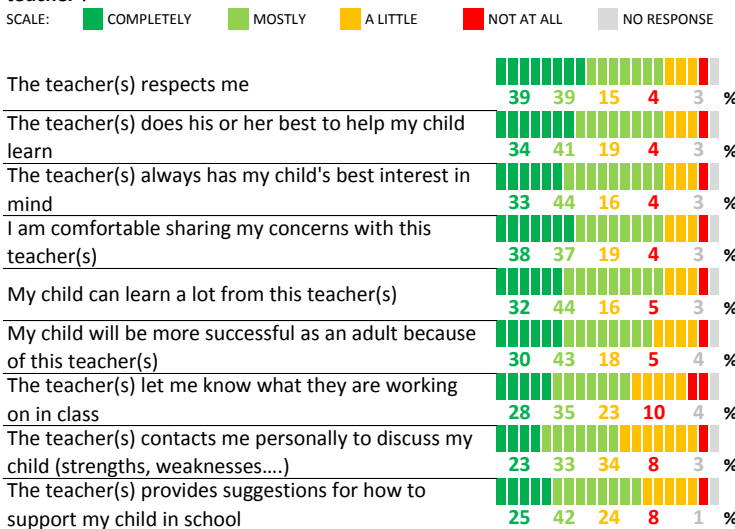 teacher?
SCALE: COMPLETELY MOSTLY A LITTLE NOT AT ALL NO RESPONSE
The teacher(s) respects me
39 39 15 4 3 %
The teacher(s) does his or her best to help my child
learn
34 41 19 4 3 %
The teacher(s) always has my child's best interest in
mind
33 44 16 4 3 %
I am comfortable sharing my concerns with this
teacher(s)
38 37 19 4 3 %
My child can learn a lot from this teacher(s)
32 44 16 5 3 %
My child will be more successful as an adult because
of this teacher(s)
30 43 18 5 4 %
The teacher(s) let me know what they are working
on in class
28 35 23 10 4 %
The teacher(s) contacts me personally to discuss my
child (strengths, weaknesses....)
23 33 34 8 3 %
The teacher(s) provides suggestions for how to
support my child in school
25 42 24 8 1 %